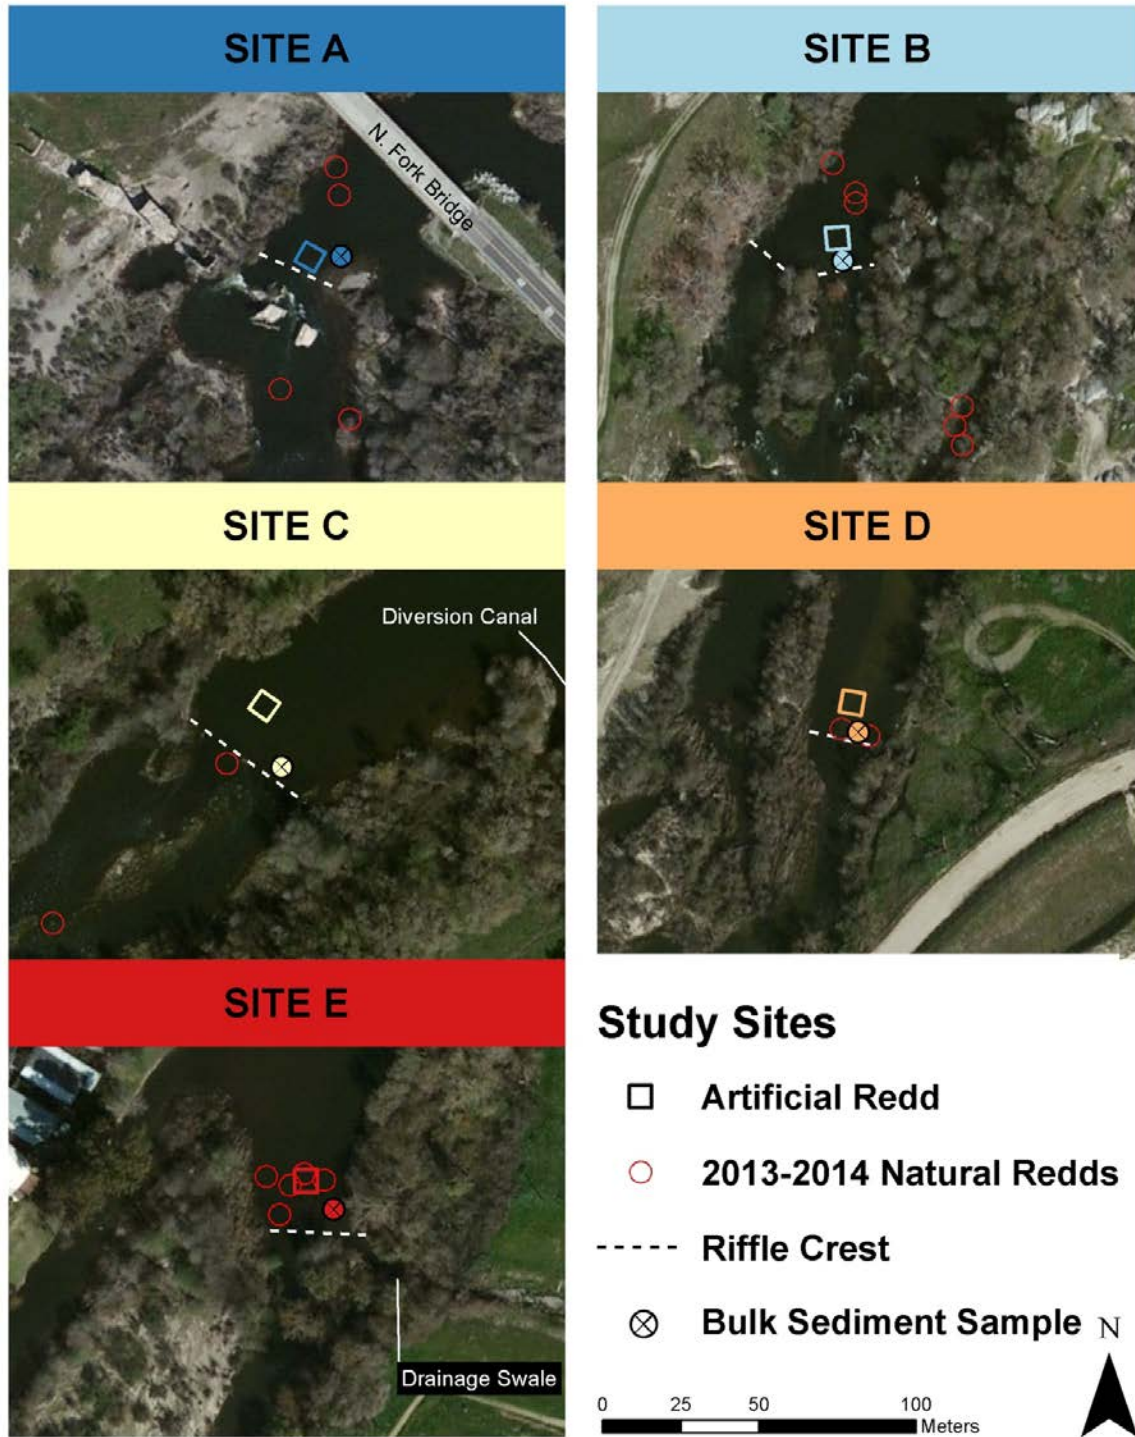 SITE A
SITE B
N. Fork Bridge
SITE C
SITE D
Diversion Canal
SITE E
Drainage Swale
Study Sites
Artificial Redd
2013-2014 Natural Redds
Riffle Crest
Bulk Sediment Sample
N
0 25 50 100
Meters